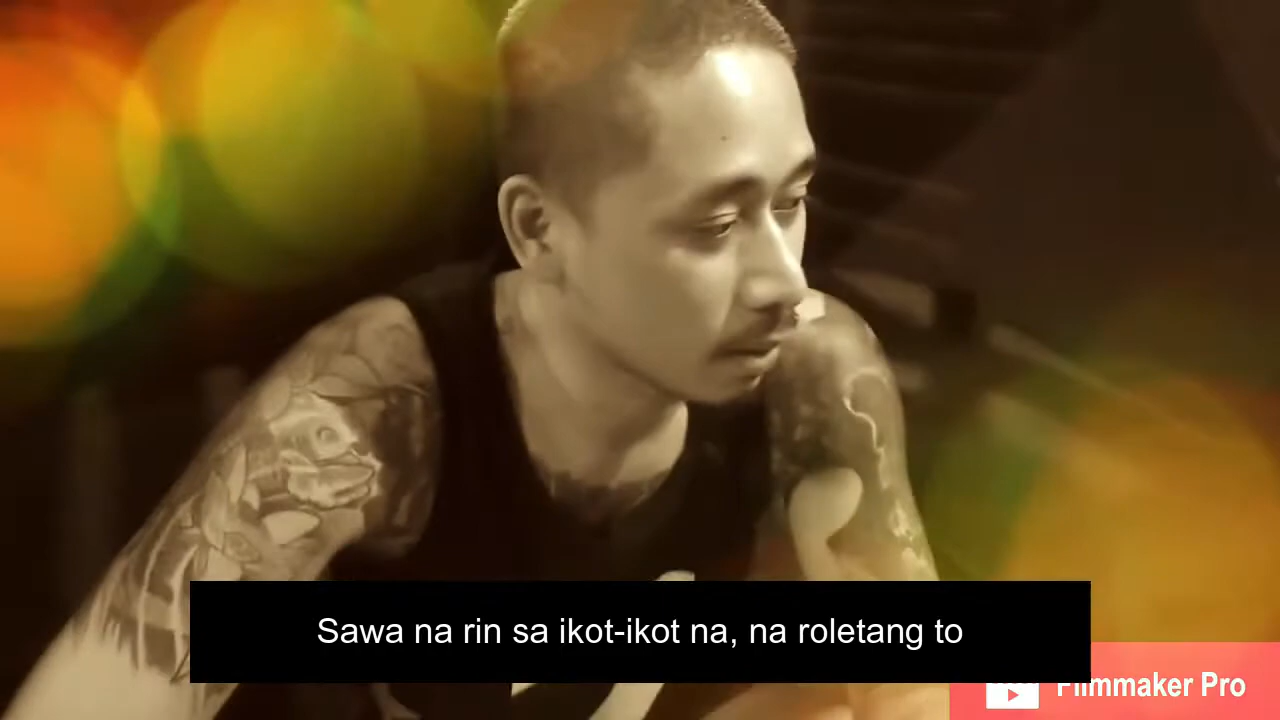 Sawa na rin sa ikot-ikot na, na roletang to
Filmmaker Pro